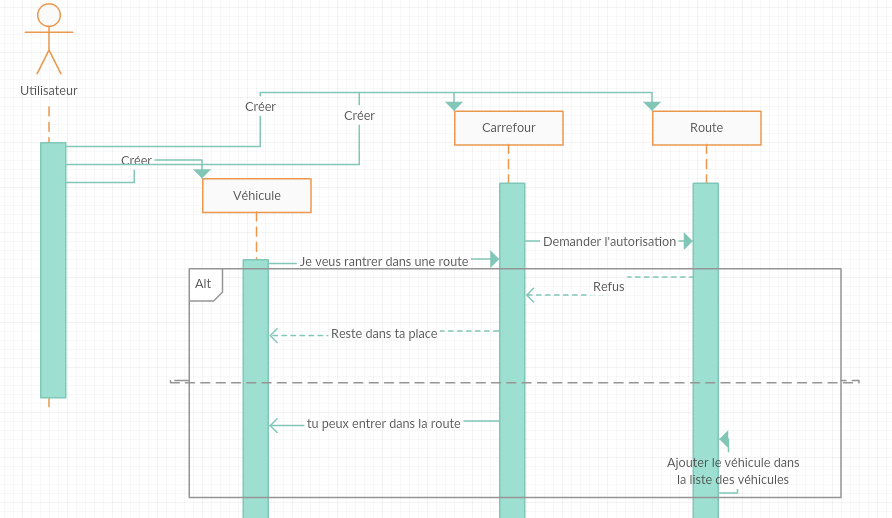 Utilisateur
Créer
Créer
Carrefour
Route
Créer
Véhicule
Demander l'autorisation
Je veus rantrer dans une route
Alt
Refus
Reste dans ta place
tu peux entrer dans la route
Ajouter le véhicule dans
la liste des véhicules